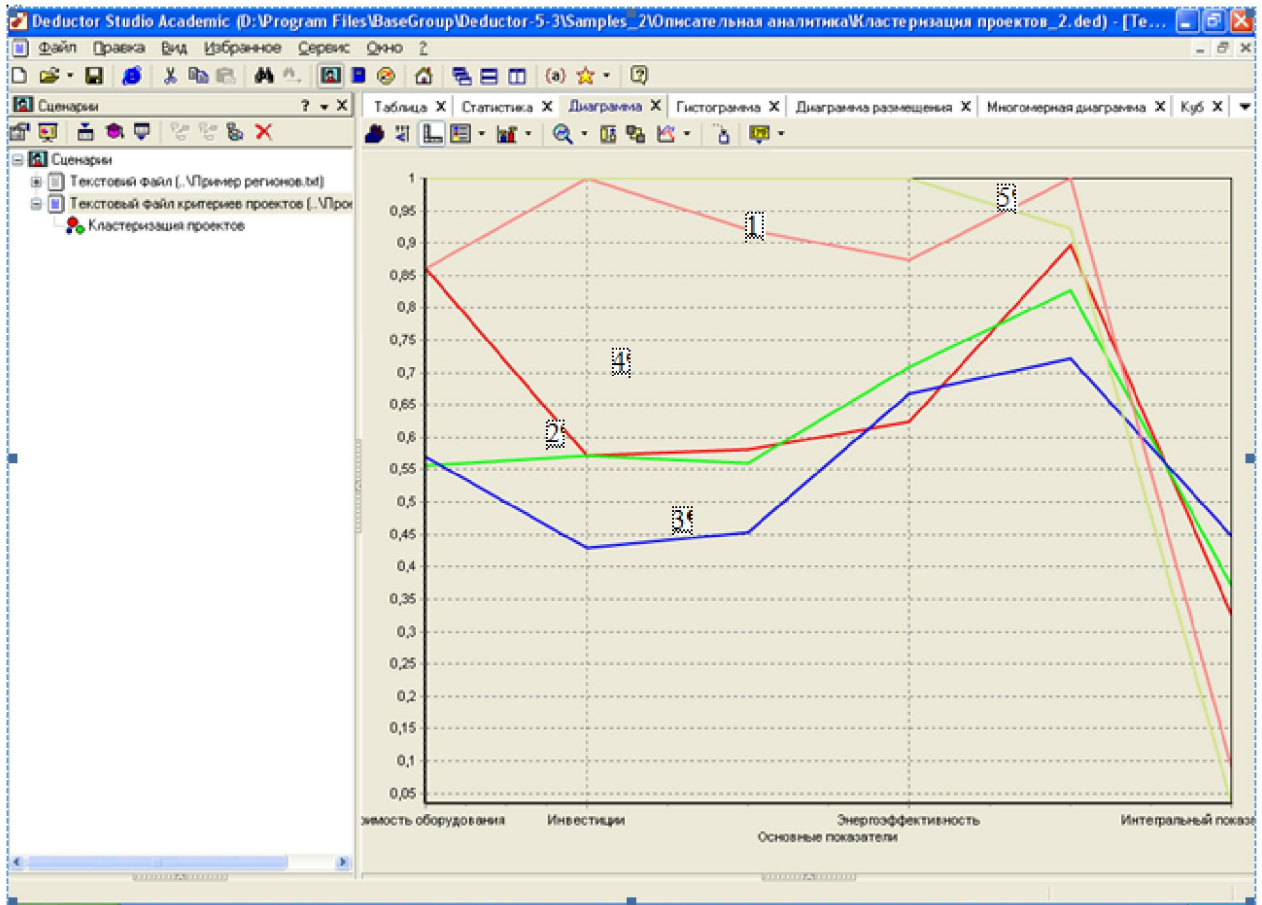 Deductor Studio Academic (D:\Program Files\BaseGroup\Deductor-5-3\Samples_2\Описательная аналитика\Кластеризация проектов_2.ded) - [Те...
Файл Правка Вид Избранное Сервис Окно ?
Сценарии ?
Таблица X Статистика X Диаграмма X Гистограмма X Диаграмма размещения X Многомерная диаграмма X Куб X
Сценарии
Текстовый файл (..\Пример регионов.txt)
Текстовый файл критериев проектов (..\Прое
Кластеризация проектов
1
0,95
0,9
0,85
0,8
0,75
0,7
0,65
0,6
0,55
0,5
0,45
0,4
0,35
0,3
0,25
0,2
0,15
0,1
0,05
5
1
4
2
3
имость оборудования Инвестиции Энергоэффективность Интегральный показа
Основные показатели